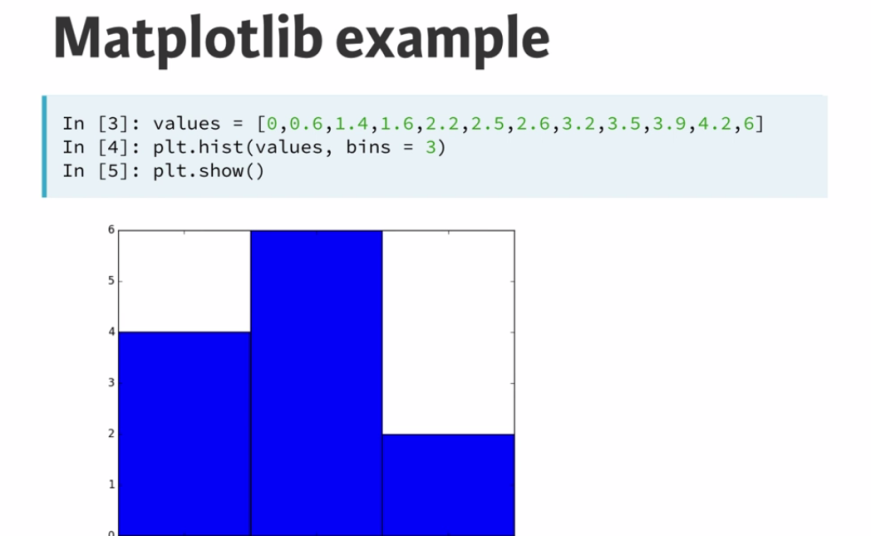 Matplotlib example
In [3]: values = [0,0.6,1.4,1.6,2.2,2.5,2.6,3.2,3.5,3.9,4.2,6]
In [4]: plt.hist(values, bins = 3)
In [5]: plt.show()
6
5
4
3
2
1
0